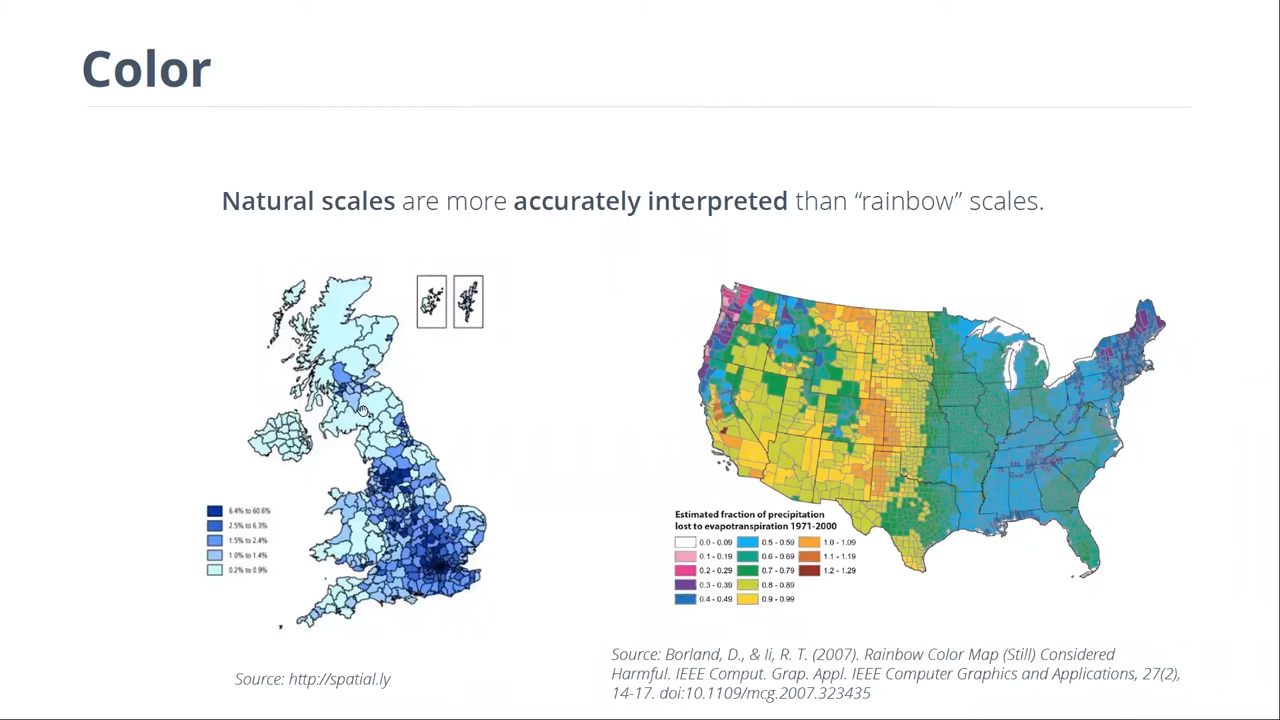 Color
Natural scales are more accurately interpreted than “rainbow” scales.
6.4% to 60.6%
2.5% to 6.3%
1.5% to 2.4%
1.0% to 1.4%
0.2% to 0.9%
Source: http://spatial.ly
Estimated fraction of precipitation
lost to evapotranspiration 1971-2000
0.0 - 0.09 0.5 - 0.59 1.0 - 1.09
0.1 - 0.19 0.6 - 0.69 1.1 - 1.19
0.2 - 0.29 0.7 - 0.79 1.2 - 1.29
0.3 - 0.39 0.8 - 0.89
0.4 - 0.49 0.9 - 0.99
Source: Borland, D., & Ii, R. T. (2007). Rainbow Color Map (Still) Considered
Harmful. IEEE Comput. Grap. Appl. IEEE Computer Graphics and Applications, 27(2),
14-17. doi:10.1109/mcg.2007.323435